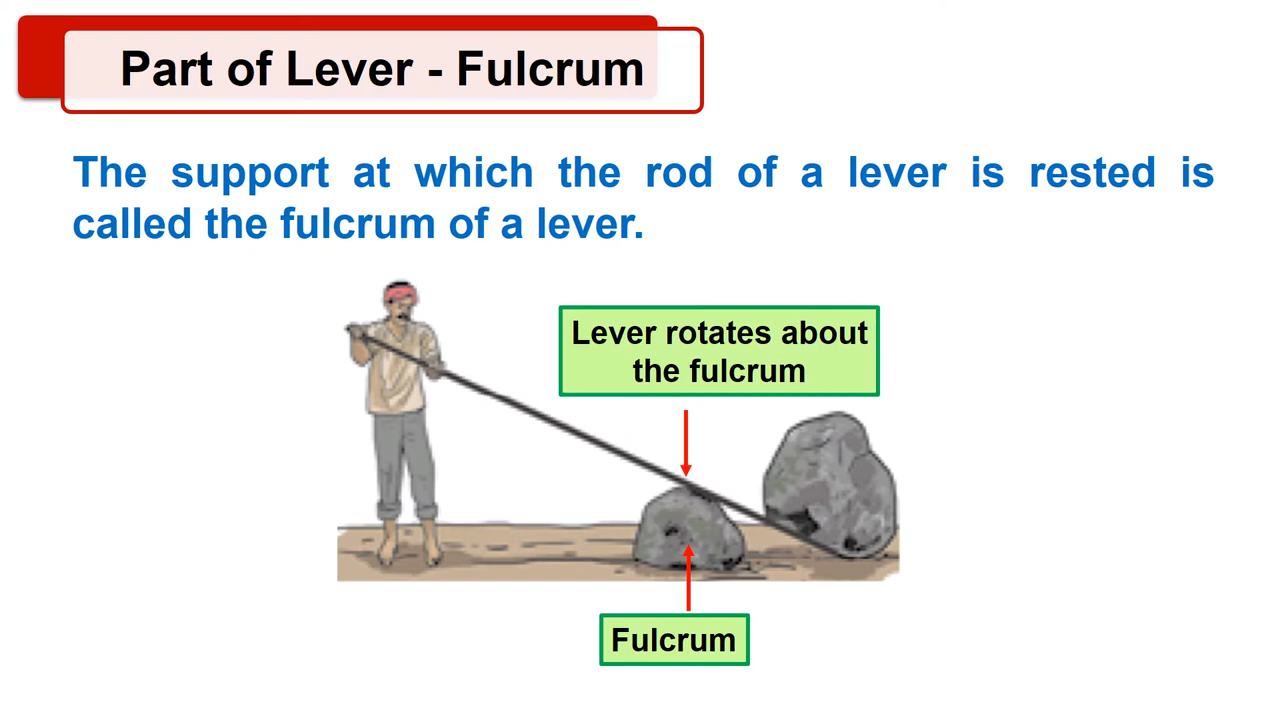 Part of Lever - Fulcrum
The support at which the rod of a lever is rested is
called the fulcrum of a lever.
Lever rotates about
the fulcrum
Fulcrum